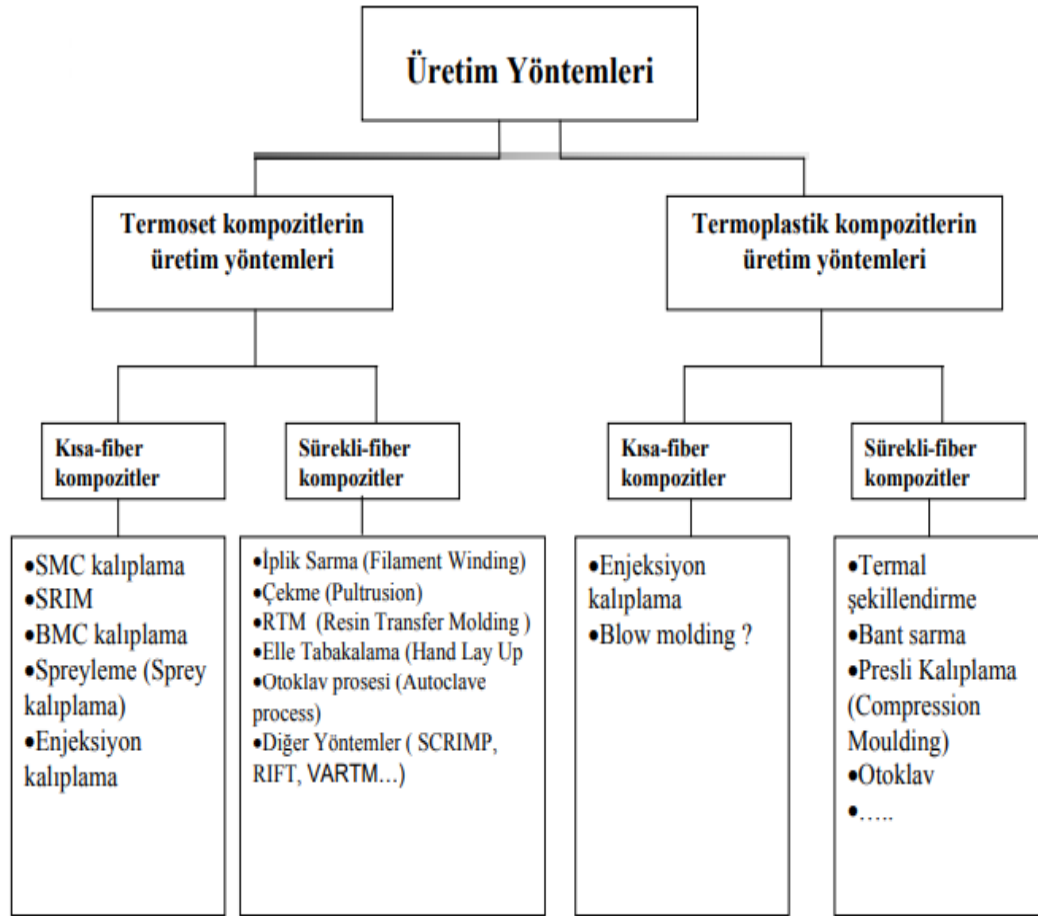 Üretim Yöntemleri
Termoset kompozitlerin
üretim yöntemleri
Termoplastik kompozitlerin
üretim yöntemleri
Kısa-fiber
kompozitler
Sürekli-fiber
kompozitler
Kısa-fiber
kompozitler
Sürekli-fiber
kompozitler
•SMC kalıplama
•SRIM
•BMC kalıplama
•Spreyleme (Sprey
kalıplama)
•Enjeksiyon
kalıplama
•İplik Sarma (Filament Winding)
•Çekme (Pultrusion)
•RTM (Resin Transfer Molding )
•Elle Tabakalama (Hand Lay Up
•Otoklav prosesi (Autoclave
process)
•Diğer Yöntemler ( SCRIMP,
RIFT, VARTM…)
•Enjeksiyon
kalıplama
•Blow molding ?
•Termal
şekillendirme
•Bant sarma
•Presli Kalıplama
(Compression
Moulding)
•Otoklav
•…..